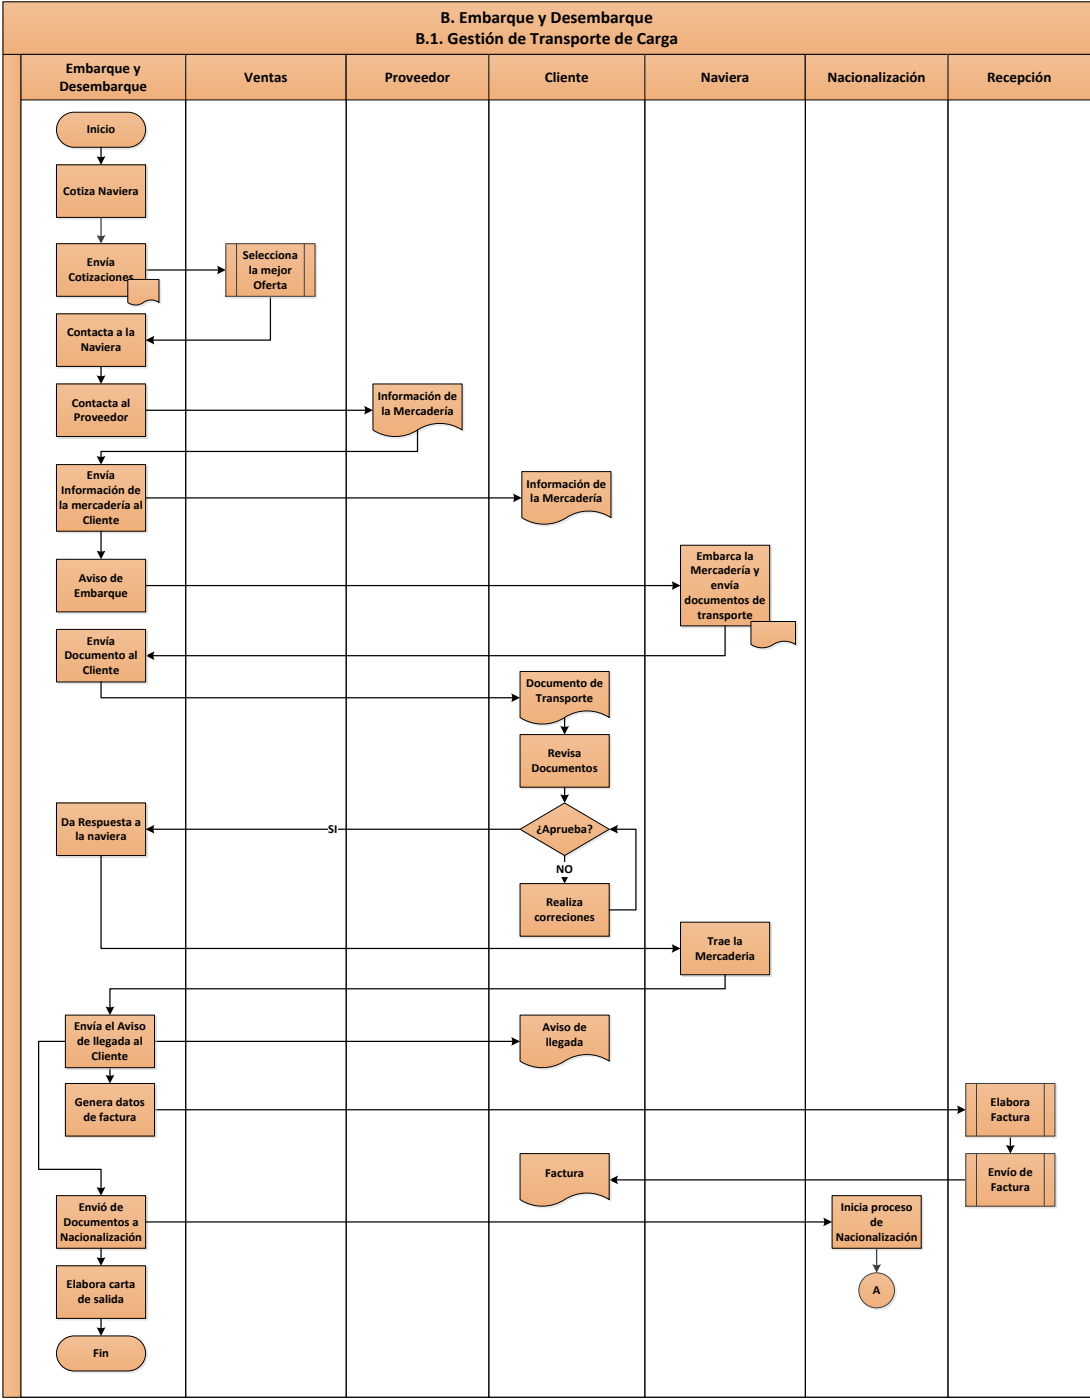 B. Embarque y Desembarque
B.1. Gestión de Transporte de Carga
Embarque y
Desembarque
Ventas
Proveedor
Cliente
Naviera
Nacionalización
Recepción
Inicio
Cotiza Naviera
Envía
Cotizaciones
Selecciona
la mejor
Oferta
Contacta a la
Naviera
Contacta al
Proveedor
Información de
la Mercadería
Envía
Información de
la mercadería al
Cliente
Información de
la Mercadería
Aviso de
Embarque
Embarca la
Mercadería y
envía
documentos de
transporte
Envía
Documento al
Cliente
Documento de
Transporte
Revisa
Documentos
Da Respuesta a
la naviera
SI
¿Aprueba?
NO
Realiza
correciones
Trae la
Mercaderia
Envía el Aviso
de llegada al
Cliente
Aviso de
llegada
Genera datos
de factura
Elabora
Factura
Factura
Envío de
Factura
Envió de
Documentos a
Nacionalización
Inicia proceso
de
Nacionalización
Elabora carta
de salida
A
Fin